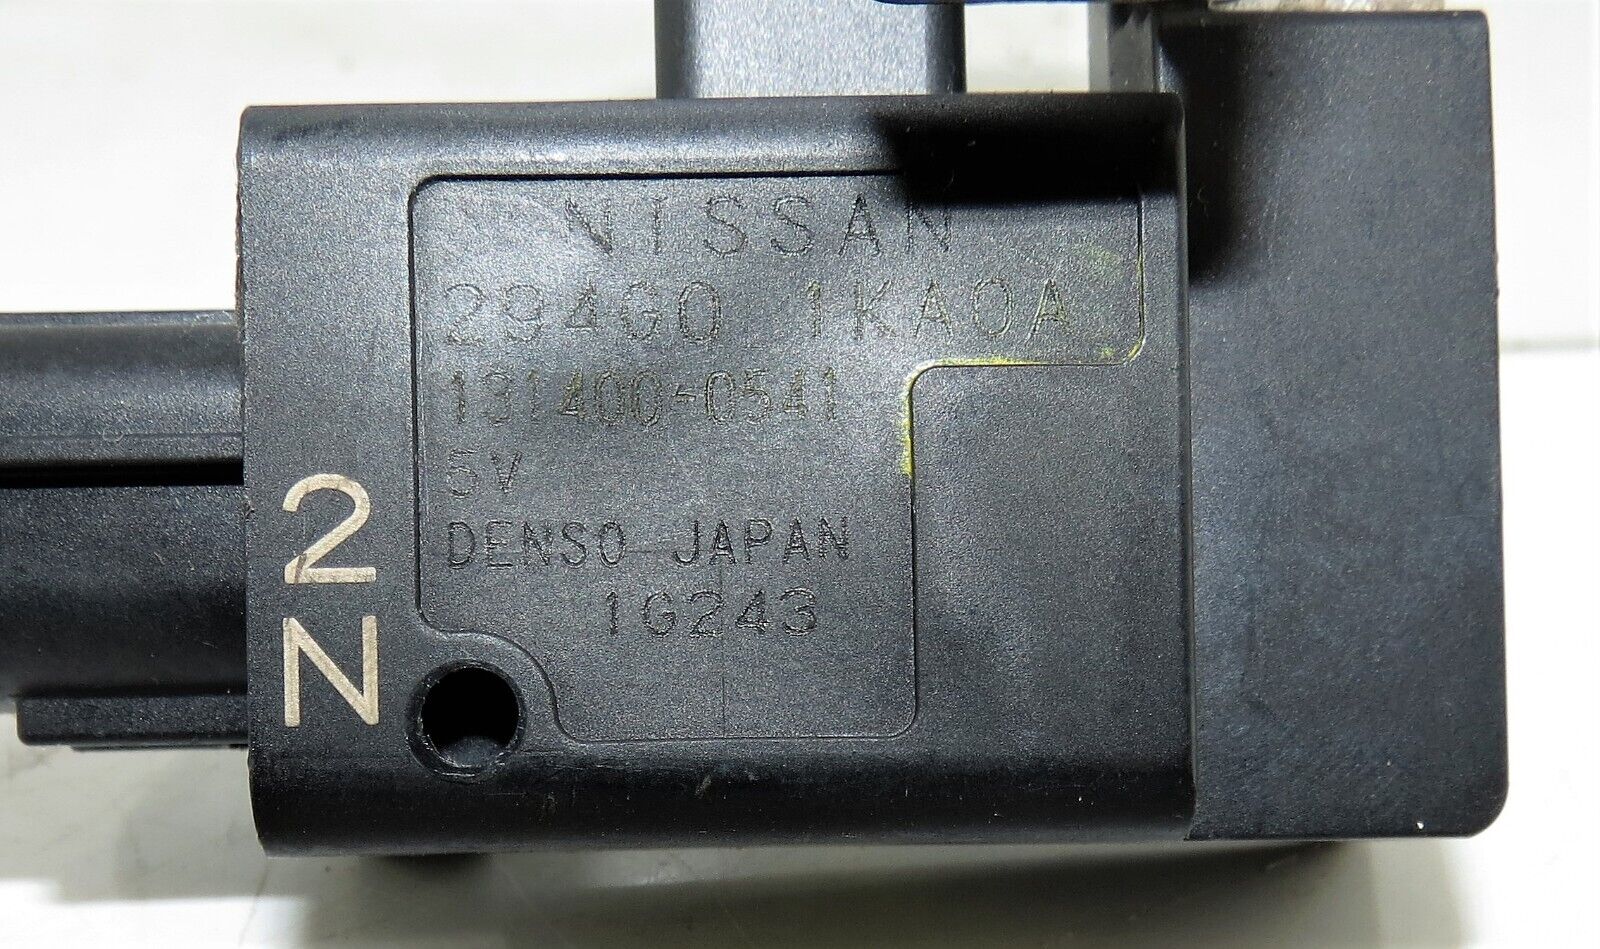 NISSAN
294G0 1KA0A
131400-0541
5V
DENSO JAPAN
1G243
2
N